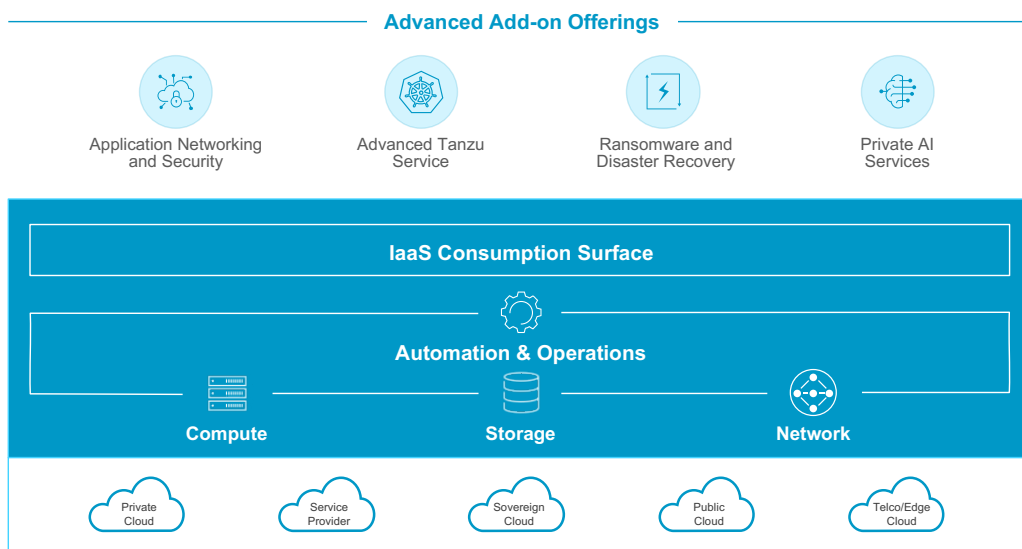 Advanced Add-on Offerings
Application Networking
and Security
Advanced Tanzu
Service
Ransomware and
Disaster Recovery
Private AI
Services
IaaS Consumption Surface
Automation & Operations
Compute
Storage
Network
Private
Cloud
Service
Provider
Sovereign
Cloud
Public
Cloud
Telco/Edge
Cloud